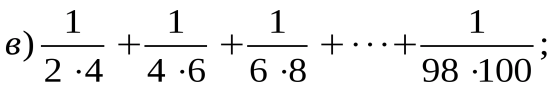 в) 1/(2 ·4) + 1/(4 ·6) + 1/(6 ·8) + ··· + 1/(98 ·100) ;